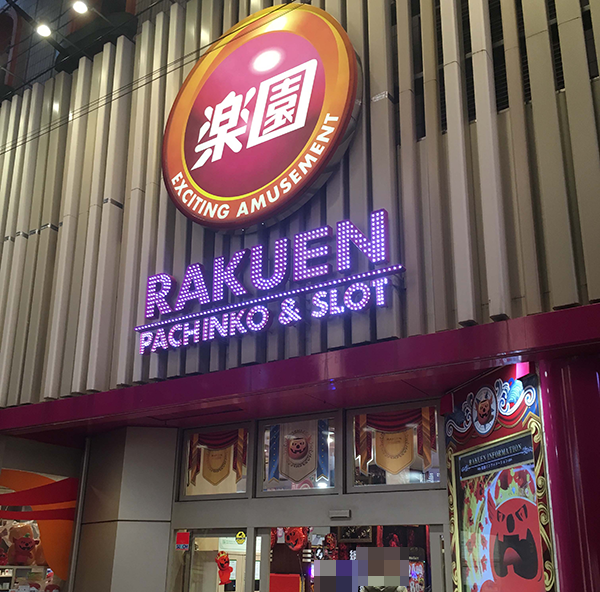 楽園
EXCITING AMUSEMENT
RAKUEN
PACHINKO & SLOT
RAKUEN INFORMATION